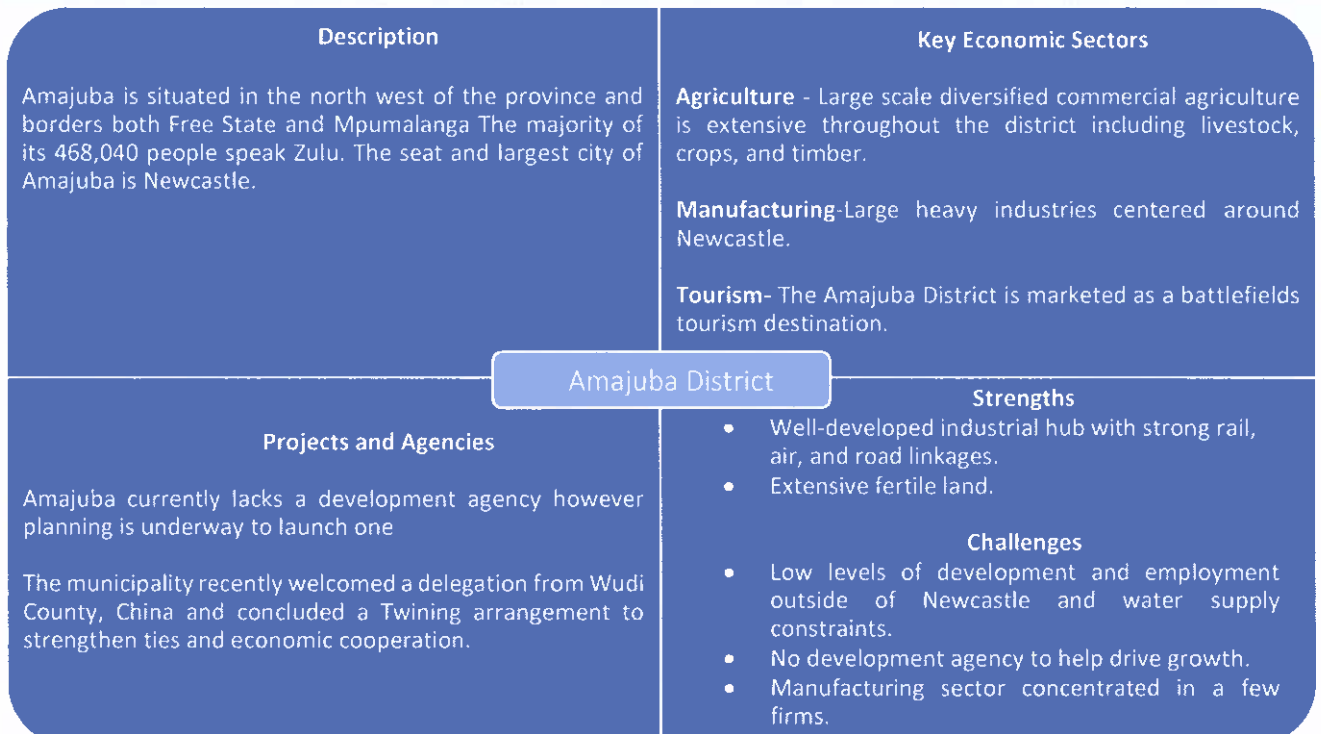 Description
Amajuba is situated in the north west of the province and
borders both Free State and Mpumalanga The majority of
its 468,040 people speak Zulu. The seat and largest city of
Amajuba is Newcastle.
Key Economic Sectors
Agriculture - Large scale diversified commercial agriculture
is extensive throughout the district including livestock,
crops, and timber.
Manufacturing-Large heavy industries centered around
Newcastle.
Tourism- The Amajuba District is marketed as a battlefields
tourism destination.
Amajuba District
Projects and Agencies
Amajuba currently lacks a development agency however
planning is underway to launch one
The municipality recently welcomed a delegation from Wudi
County, China and concluded a Twining arrangement to
strengthen ties and economic cooperation.
Strengths
• Well-developed industrial hub with strong rail,
air, and road linkages.
• Extensive fertile land.
Challenges
• Low levels of development and employment
outside of Newcastle and water supply
constraints.
• No development agency to help drive growth.
• Manufacturing sector concentrated in a few
firms.